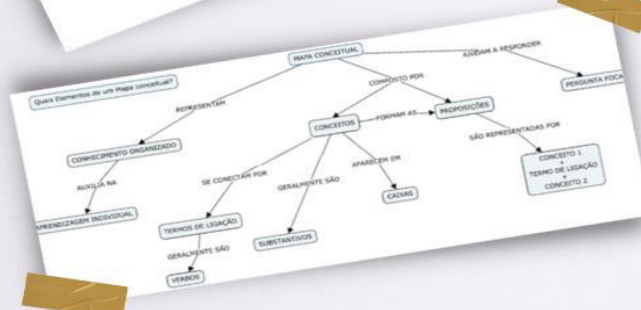 Quais Elementos de um Mapa conceitual?
MAPA CONCEITUAL
AJUDAM A RESPONDER
PERGUNTA FOCA
REPRESENTAM
COMPOSTO POR
CONHECIMENTO ORGANIZADO
CONCEITOS
FORMAM AS
PROPOSIÇÕES
SÃO REPRESENTADAS POR
CONCEITO 1
+
TERMO DE LIGAÇÃO
+
CONCEITO 2
AUXILIA NA
PRENDIZAGEM INDIVIDUAL
SE CONECTAM POR
GERALMENTE SÃO
APARECEM EM
CAIXAS
TERMOS DE LIGAÇÃO
SUBSTANTIVOS
GERALMENTE SÃO
VERBOS